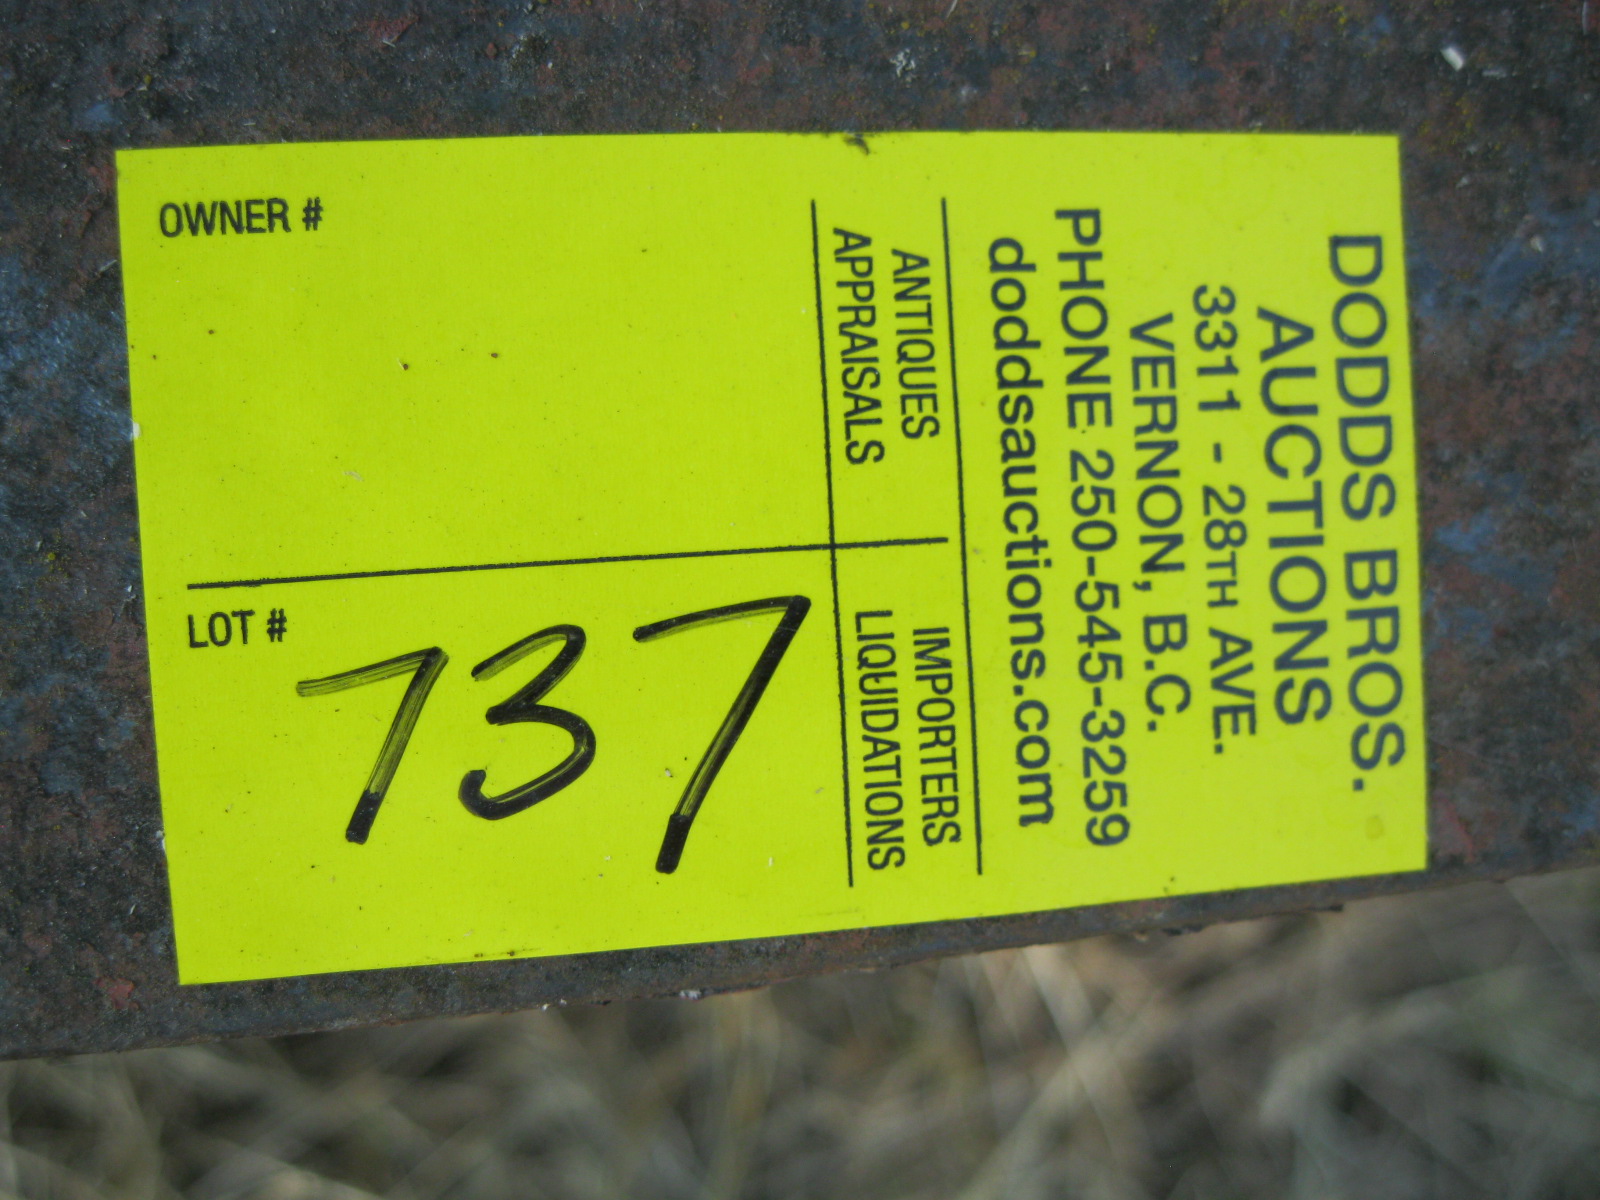 DODDS BROS.
AUCTIONS
3311 - 28TH AVE.
VERNON, B.C.
PHONE 250-545-3259
doddsauctions.com
ANTIQUES
APPRAISALS
IMPORTERS
LIQUIDATIONS
OWNER #
LOT #
737